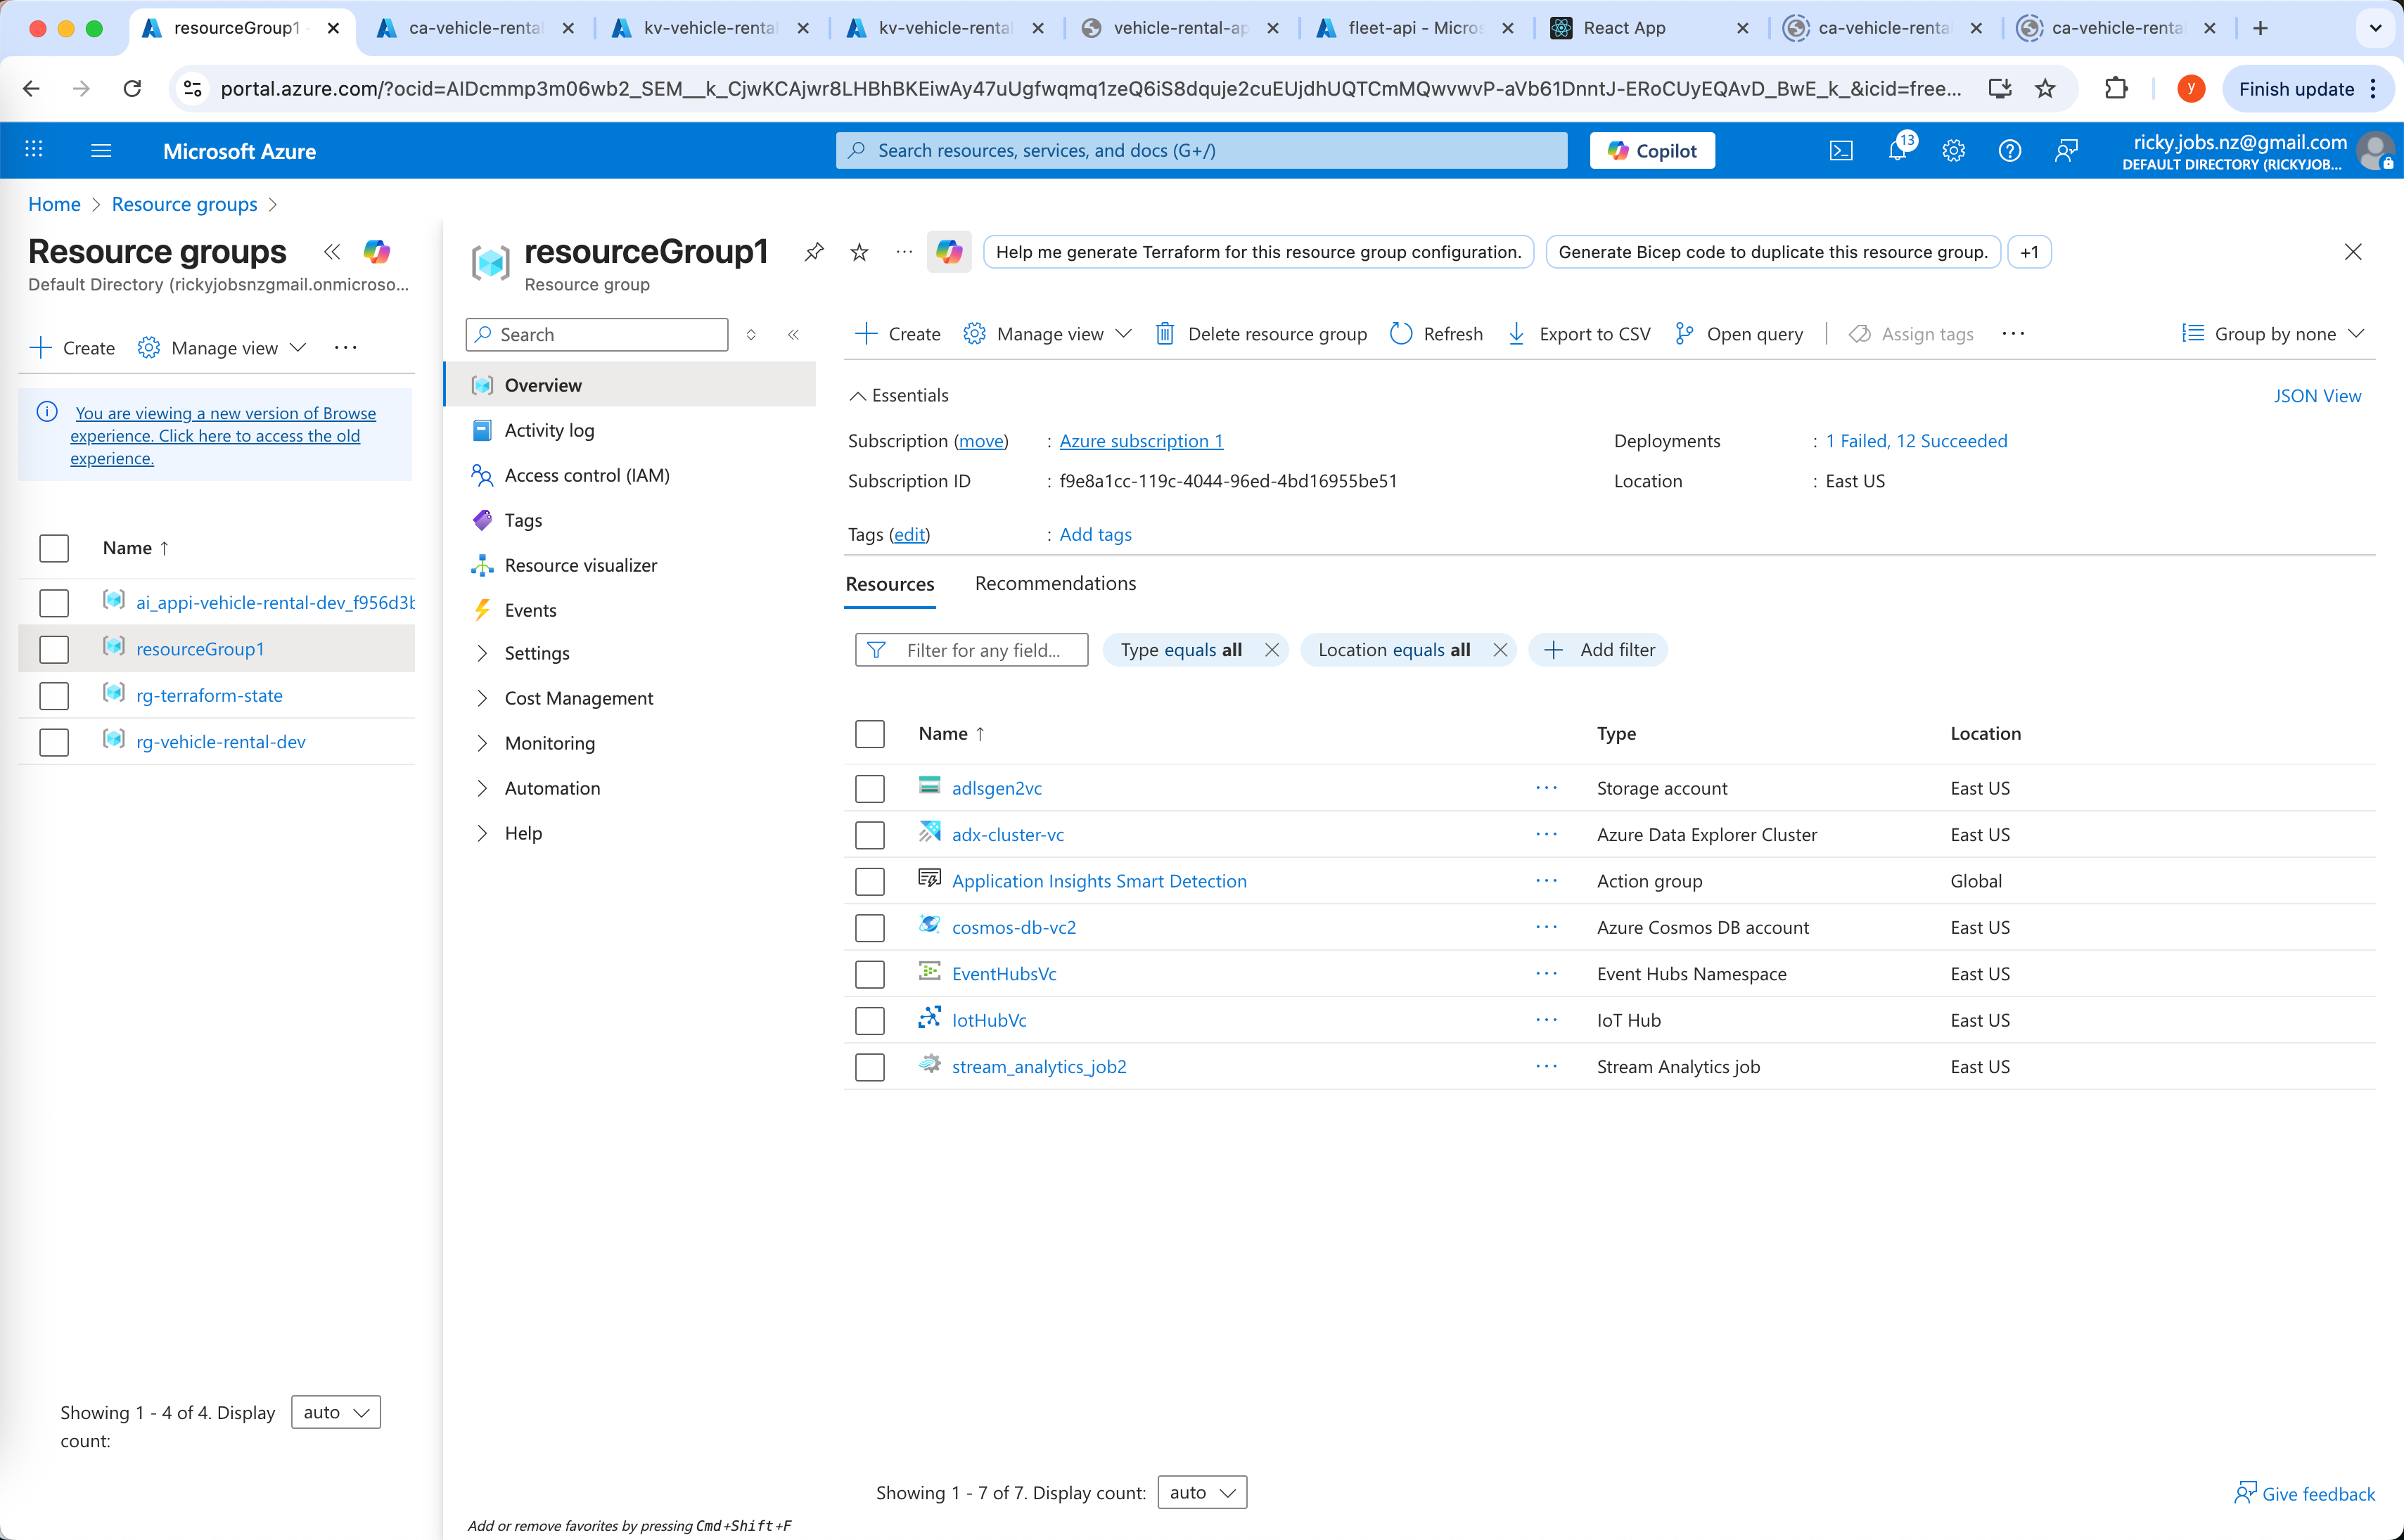 resourceGroup1 -
ca-vehicle-rental
kv-vehicle-rental
kv-vehicle-rental
vehicle-rental-ap
fleet-api - Micros
React App
ca-vehicle-renta
ca-vehicle-renta
portal.azure.com/?ocid=AIDcmmp3m06wb2_SEM__k_CjwKCAjwr8LHBhBKEiwAy47uUgfwqmq1zeQ6iS8dquje2cuEUjdhUQTCmMQwvwvP-aVb61DnntJ-ERoCUyEQAvD_BwE_k_&icid=free...
y
Finish update
Microsoft Azure
Search resources, services, and docs (G+/)
Copilot
13
ricky.jobs.nz@gmail.com
DEFAULT DIRECTORY (RICKYJOB...
Home
Resource groups
Resource groups
Default Directory (rickyjobsnzgmail.onmicroso...
Create
Manage view
You are viewing a new version of Browse
experience. Click here to access the old
experience.
Name ↑
ai_appi-vehicle-rental-dev_f956d3b
resourceGroup1
rg-terraform-state
rg-vehicle-rental-dev
Showing 1 - 4 of 4. Display
count:
auto
resourceGroup1
Resource group
Help me generate Terraform for this resource group configuration.
Generate Bicep code to duplicate this resource group.
+1
Search
Overview
Activity log
Access control (IAM)
Tags
Resource visualizer
Events
Settings
Cost Management
Monitoring
Automation
Help
Add or remove favorites by pressing Cmd+Shift+F
Create
Manage view
Delete resource group
Refresh
Export to CSV
Open query
Assign tags
Group by none
Essentials
JSON View
Subscription (move) : Azure subscription 1
Deployments : 1 Failed, 12 Succeeded
Subscription ID : f9e8a1cc-119c-4044-96ed-4bd16955be51
Location : East US
Tags (edit) : Add tags
Resources
Recommendations
Filter for any field...
Type equals all
Location equals all
Add filter
Name ↑ Type Location
adlsgen2vc ... Storage account East US
adx-cluster-vc ... Azure Data Explorer Cluster East US
Application Insights Smart Detection ... Action group Global
cosmos-db-vc2 ... Azure Cosmos DB account East US
EventHubsVc ... Event Hubs Namespace East US
IotHubVc ... IoT Hub East US
stream_analytics_job2 ... Stream Analytics job East US
Showing 1 - 7 of 7. Display count:
auto
Give feedback